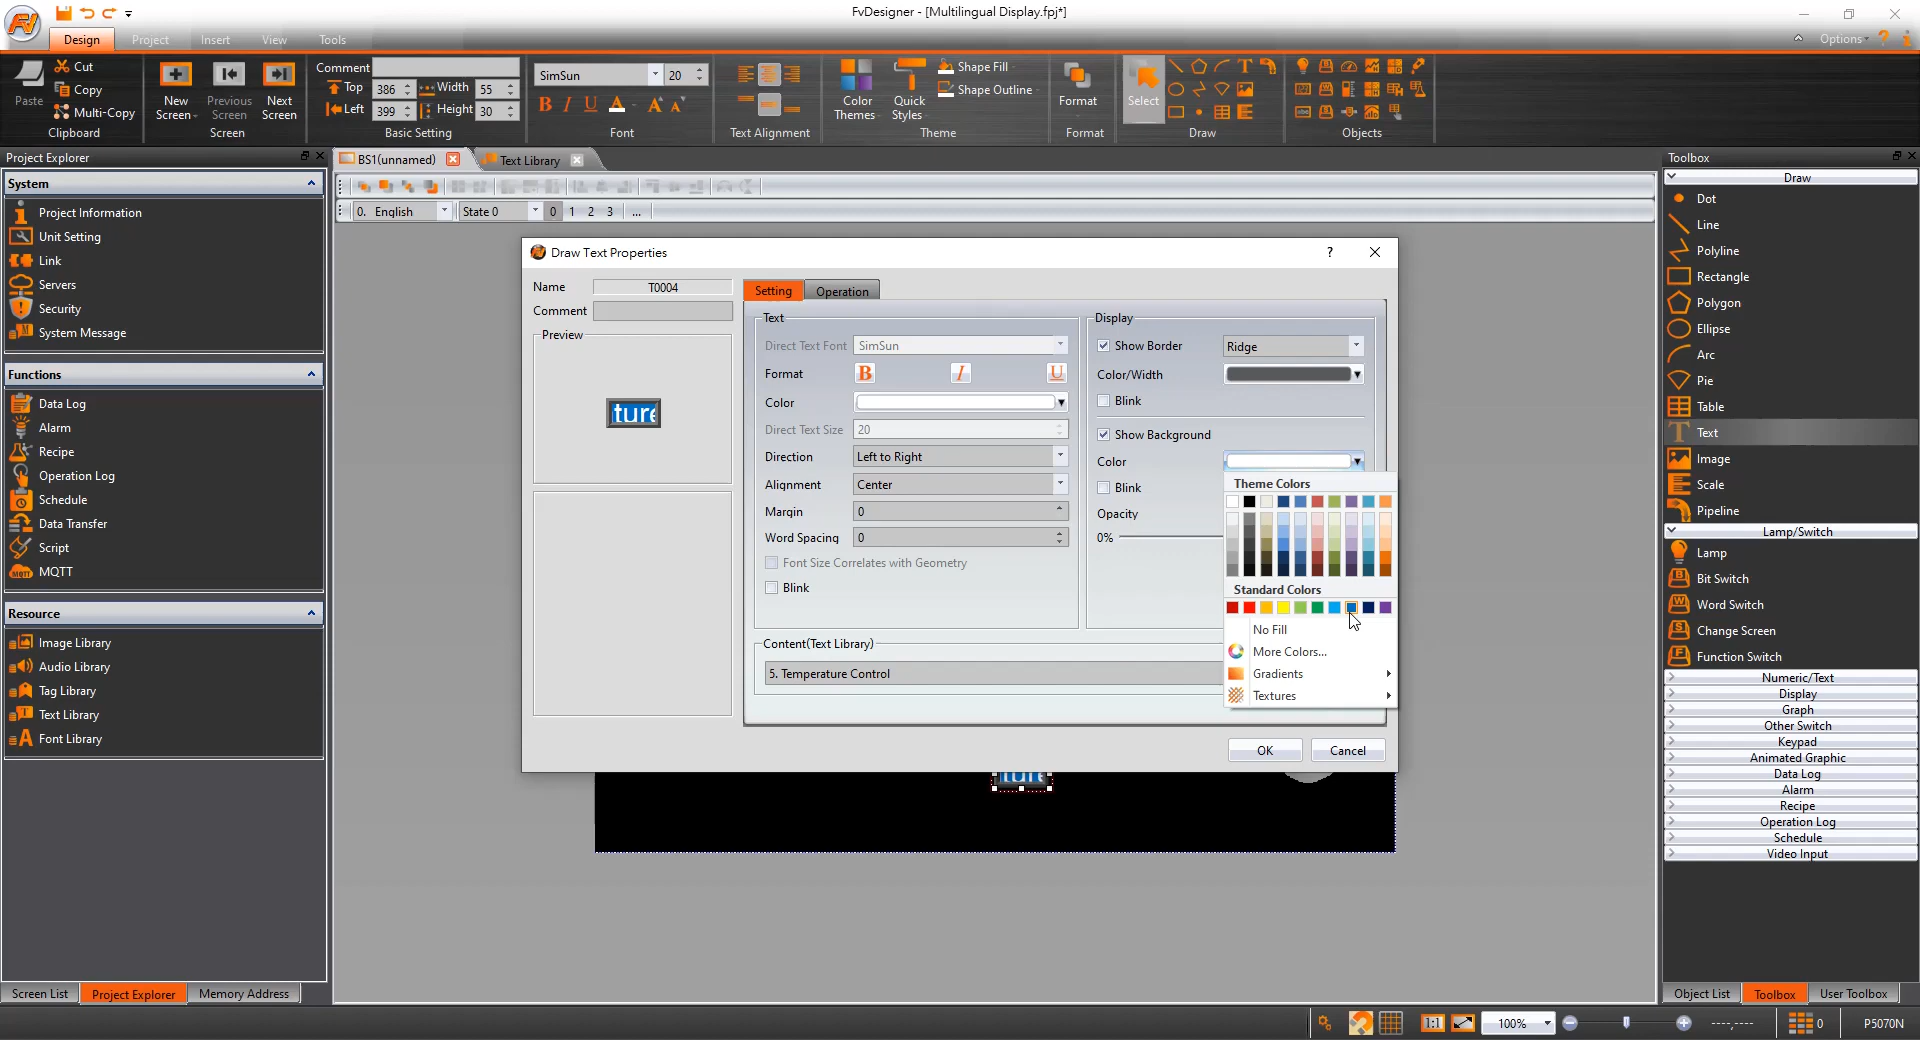 FvDesigner - [Multilingual Display.fpj*]
Design
Project
Insert
View
Tools
Options
Paste
Cut
Copy
Multi-Copy
Clipboard
New Screen
Previous Screen
Next Screen
Screen
Comment
Top 386 Width 55
Left 399 Height 30
Basic Setting
SimSun 20
B I U A A A
Font
Text Alignment
Color Themes
Quick Styles
Shape Fill
Shape Outline
Theme
Format
Format
Select
Draw
Objects
Project Explorer
BS1(unnamed)
Text Library
Toolbox
0. English
State 0
0 1 2 3 ...
System
Project Information
Unit Setting
Link
Servers
Security
System Message
Functions
Data Log
Alarm
Recipe
Operation Log
Schedule
Data Transfer
Script
MQTT
Resource
Image Library
Audio Library
Tag Library
Text Library
Font Library
Screen List
Project Explorer
Memory Address
Draw Text Properties
?
Name T0004
Comment
Preview
ture
Setting
Operation
Text
Direct Text Font SimSun
Format B I U
Color
Direct Text Size 20
Direction Left to Right
Alignment Center
Margin 0
Word Spacing 0
Font Size Correlates with Geometry
Blink
Display
Show Border Ridge
Color/Width
Blink
Show Background
Color
Blink
Opacity
0%
Theme Colors
Standard Colors
No Fill
More Colors...
Gradients
Textures
Content(Text Library)
5. Temperature Control
OK
Cancel
ture
Draw
Dot
Line
Polyline
Rectangle
Polygon
Ellipse
Arc
Pie
Table
Text
Image
Scale
Pipeline
Lamp/Switch
Lamp
Bit Switch
Word Switch
Change Screen
Function Switch
Numeric/Text
Display
Graph
Other Switch
Keypad
Animated Graphic
Data Log
Alarm
Recipe
Operation Log
Schedule
Video Input
Object List
Toolbox
User Toolbox
1:1
100%
----,----
0
P5070N